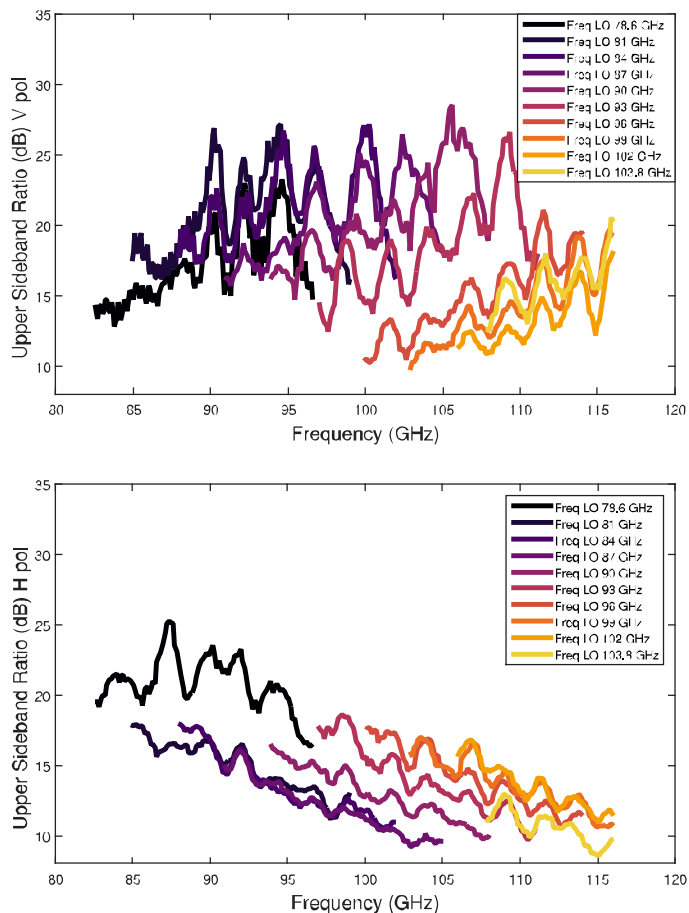 35
30
25
20
15
10
80
85
90
95
100
105
110
115
120
Upper Sideband Ratio (dB) V pol
Frequency (GHz)
Freq LO 78.6 GHz
Freq LO 81 GHz
Freq LO 84 GHz
Freq LO 87 GHz
Freq LO 90 GHz
Freq LO 93 GHz
Freq LO 96 GHz
Freq LO 99 GHz
Freq LO 102 GHz
Freq LO 103.8 GHz
35
30
25
20
15
10
80
85
90
95
100
105
110
115
120
Upper Sideband Ratio (dB) H pol
Frequency (GHz)
Freq LO 78.6 GHz
Freq LO 81 GHz
Freq LO 84 GHz
Freq LO 87 GHz
Freq LO 90 GHz
Freq LO 93 GHz
Freq LO 96 GHz
Freq LO 99 GHz
Freq LO 102 GHz
Freq LO 103.8 GHz